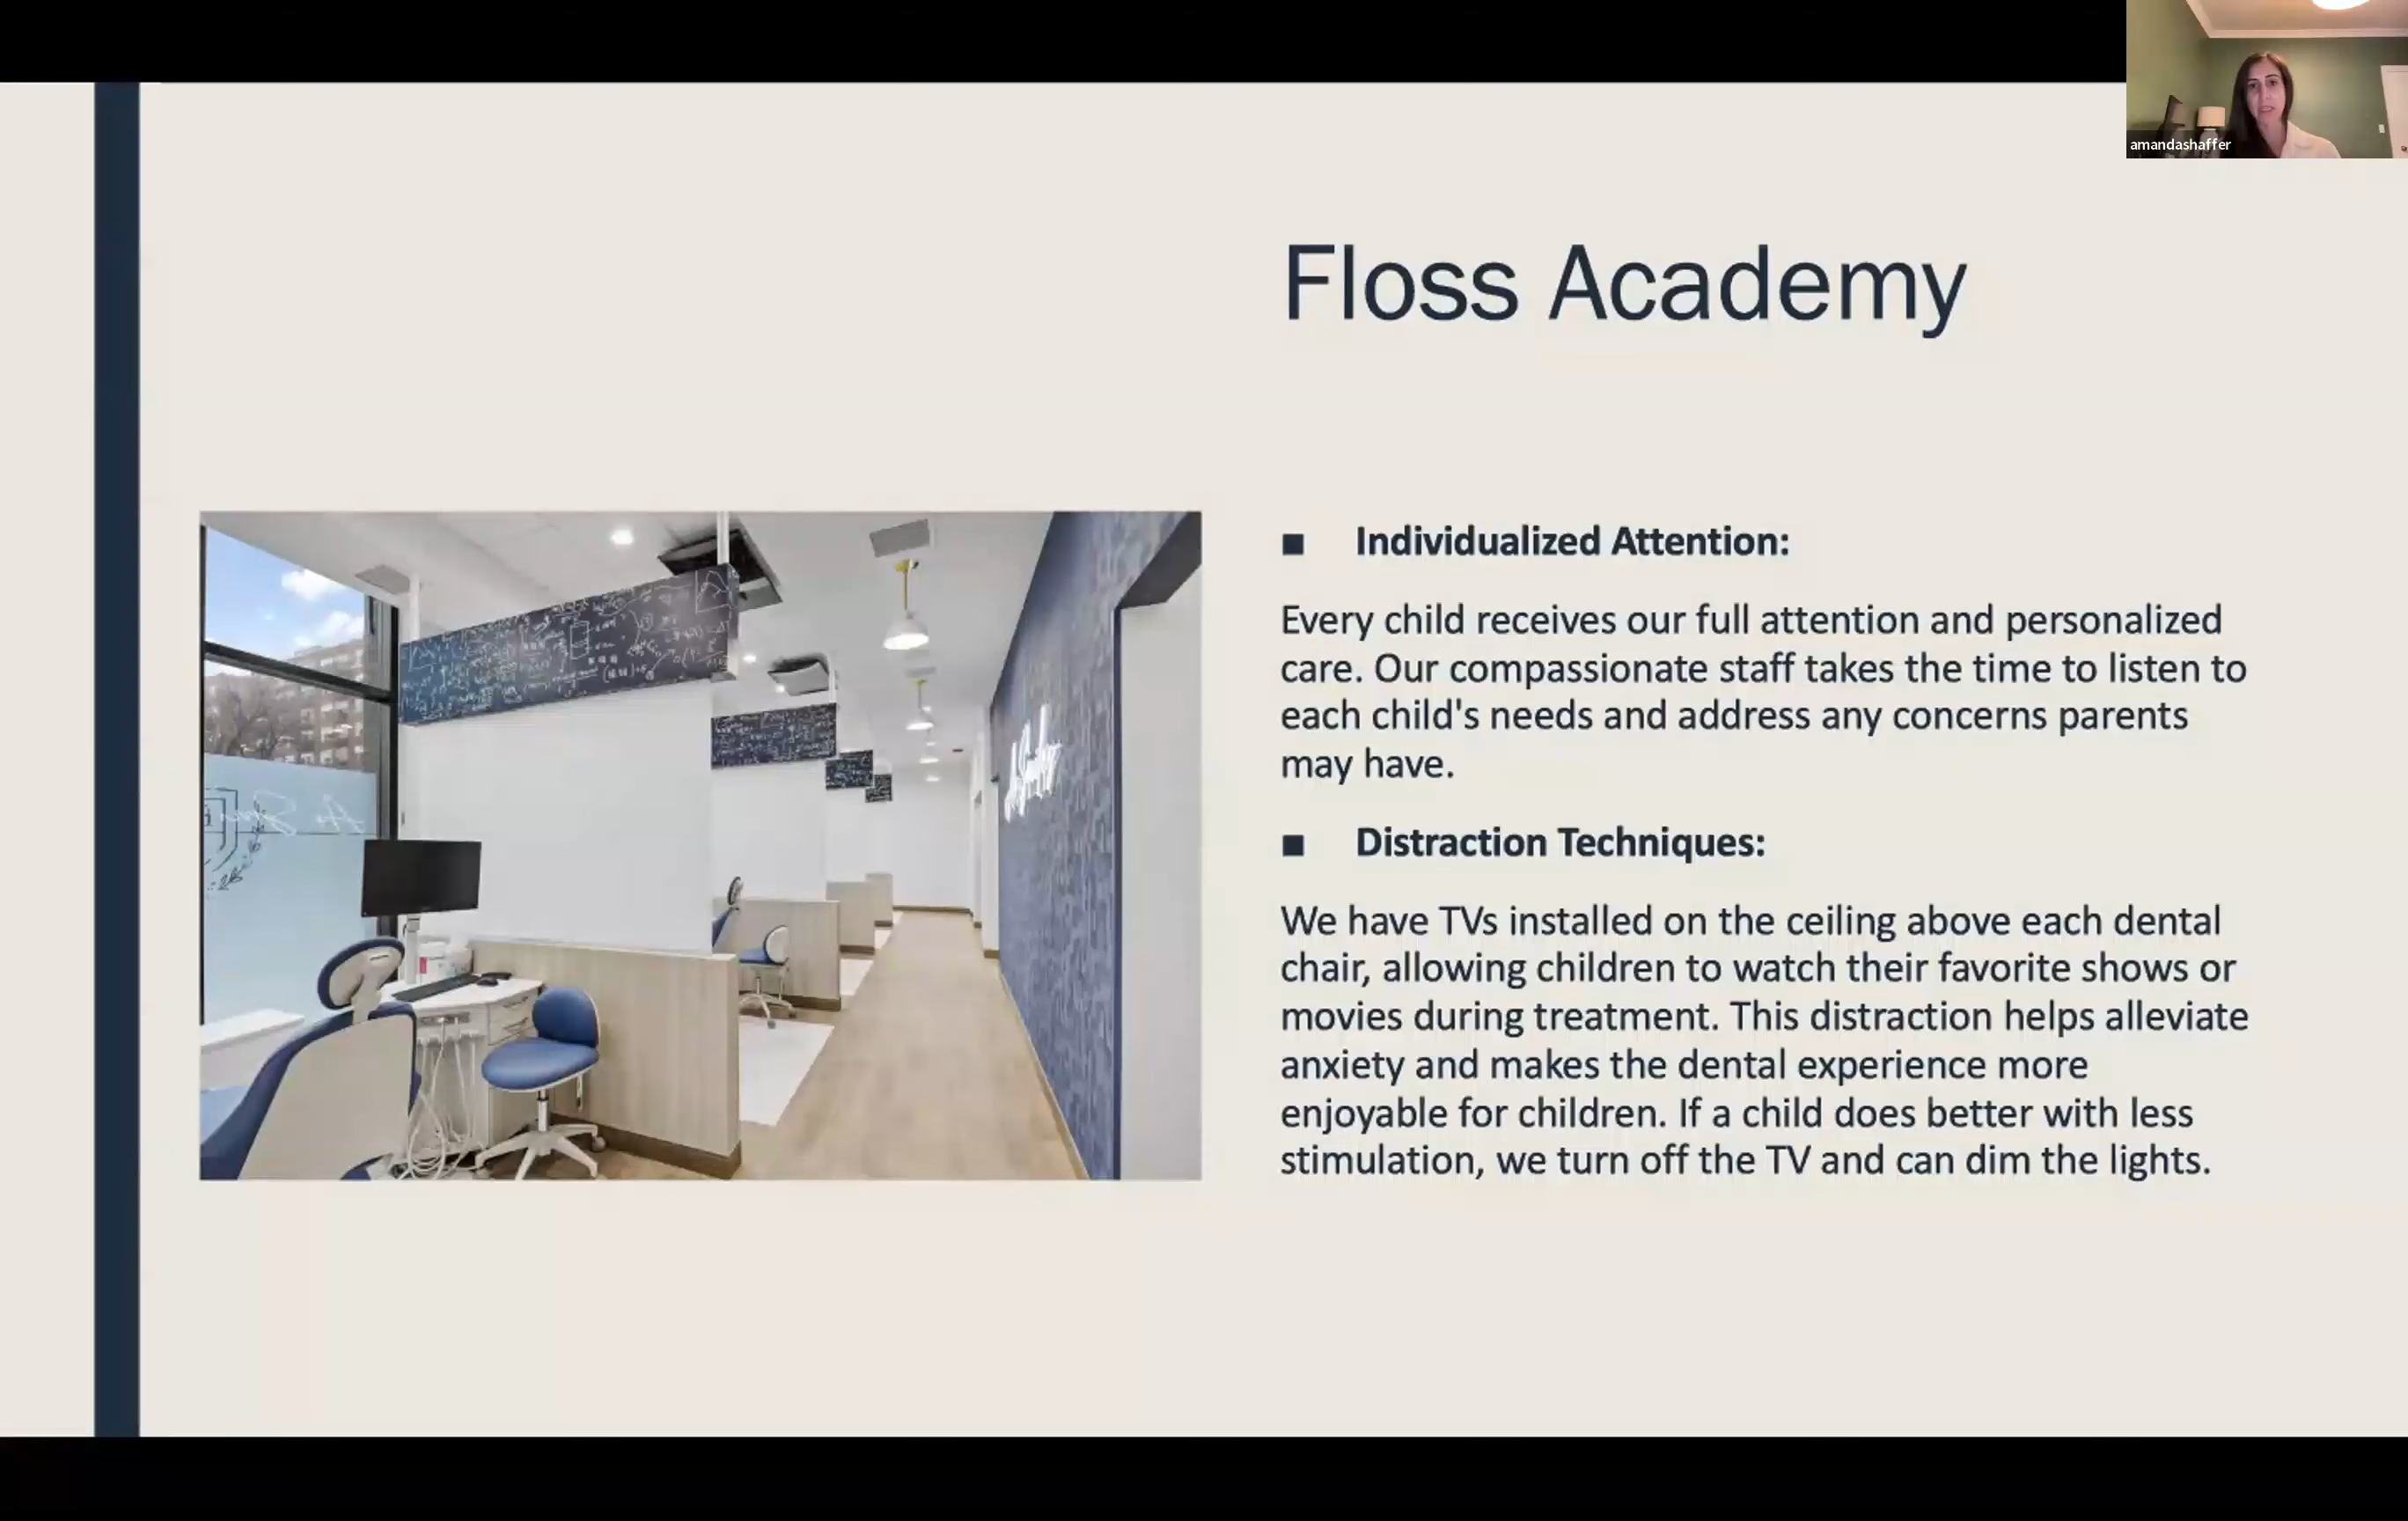 amandashaffer
Floss Academy
■ Individualized Attention:
Every child receives our full attention and personalized
care. Our compassionate staff takes the time to listen to
each child's needs and address any concerns parents
may have.
■ Distraction Techniques:
We have TVs installed on the ceiling above each dental
chair, allowing children to watch their favorite shows or
movies during treatment. This distraction helps alleviate
anxiety and makes the dental experience more
enjoyable for children. If a child does better with less
stimulation, we turn off the TV and can dim the lights.